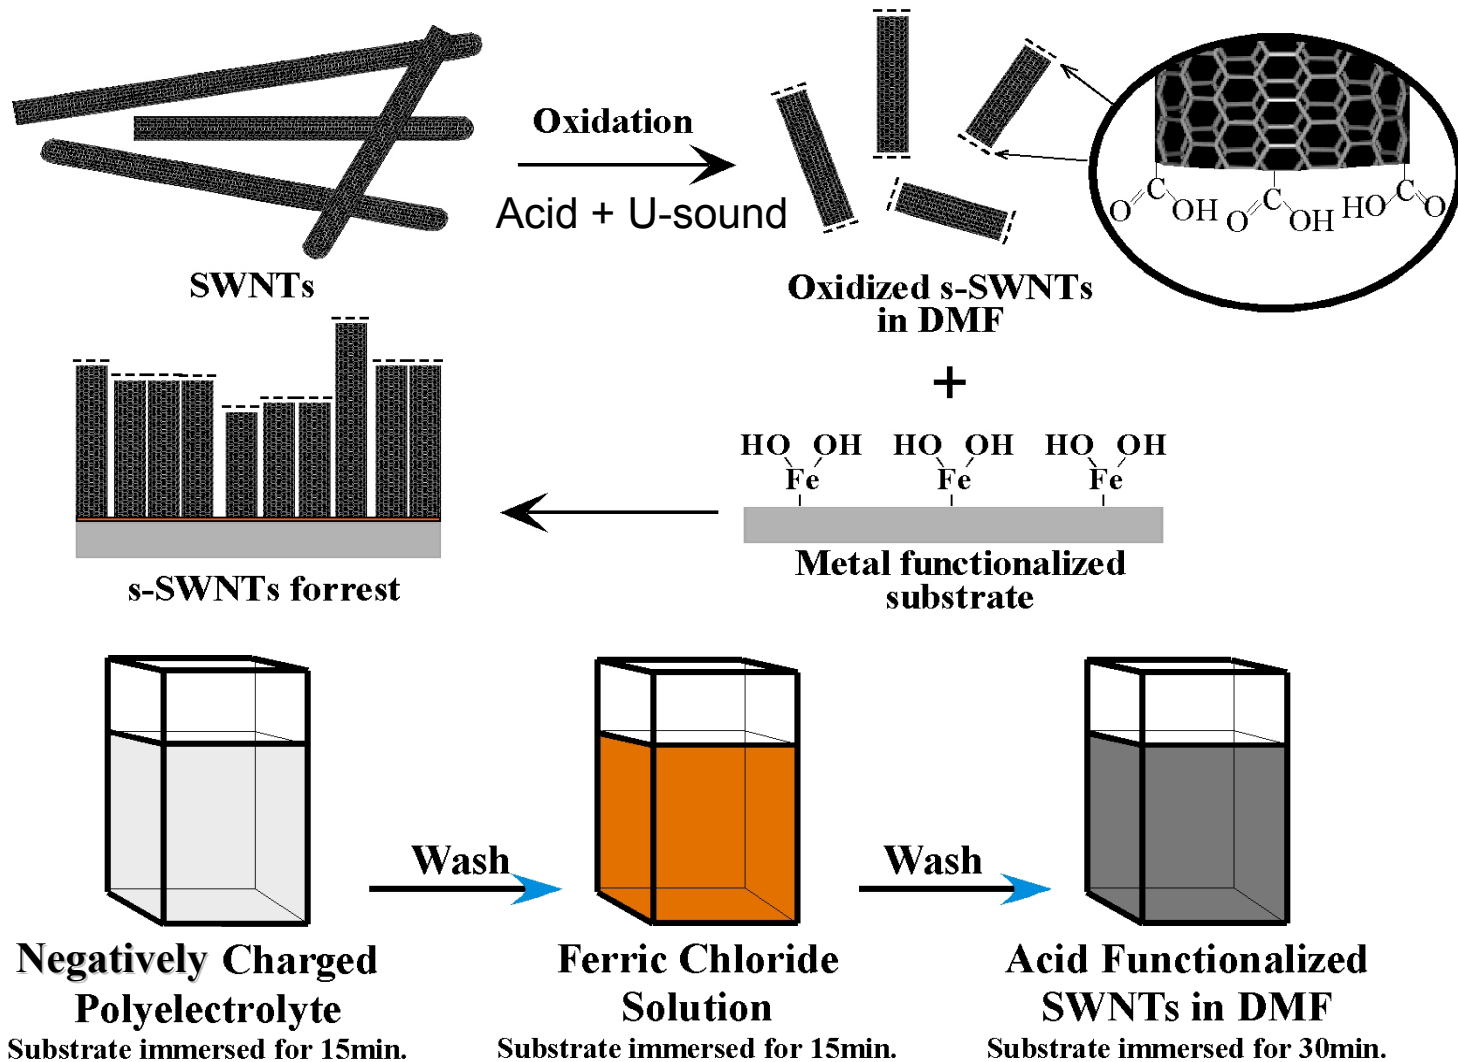 Oxidation
Acid + U-sound
SWNTs
O
C
OH
O
C
OH
HO
C
O
Oxidized s-SWNTs
in DMF
+
HO OH HO OH HO OH
Fe Fe Fe
Metal functionalized
substrate
s-SWNTs forrest
Wash
Wash
Negatively Charged
Polyelectrolyte
Substrate immersed for 15min.
Ferric Chloride
Solution
Substrate immersed for 15min.
Acid Functionalized
SWNTs in DMF
Substrate immersed for 30min.